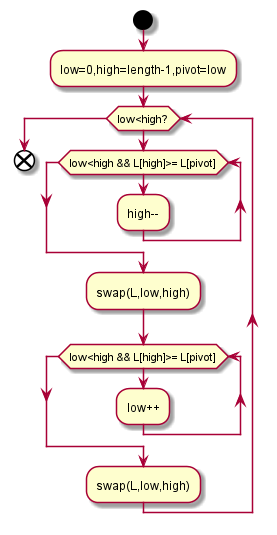 low=0,high=length-1,pivot=low
low<high?
low<high && L[high]>= L[pivot]
high--
swap(L,low,high)
low<high && L[high]>= L[pivot]
low++
swap(L,low,high)